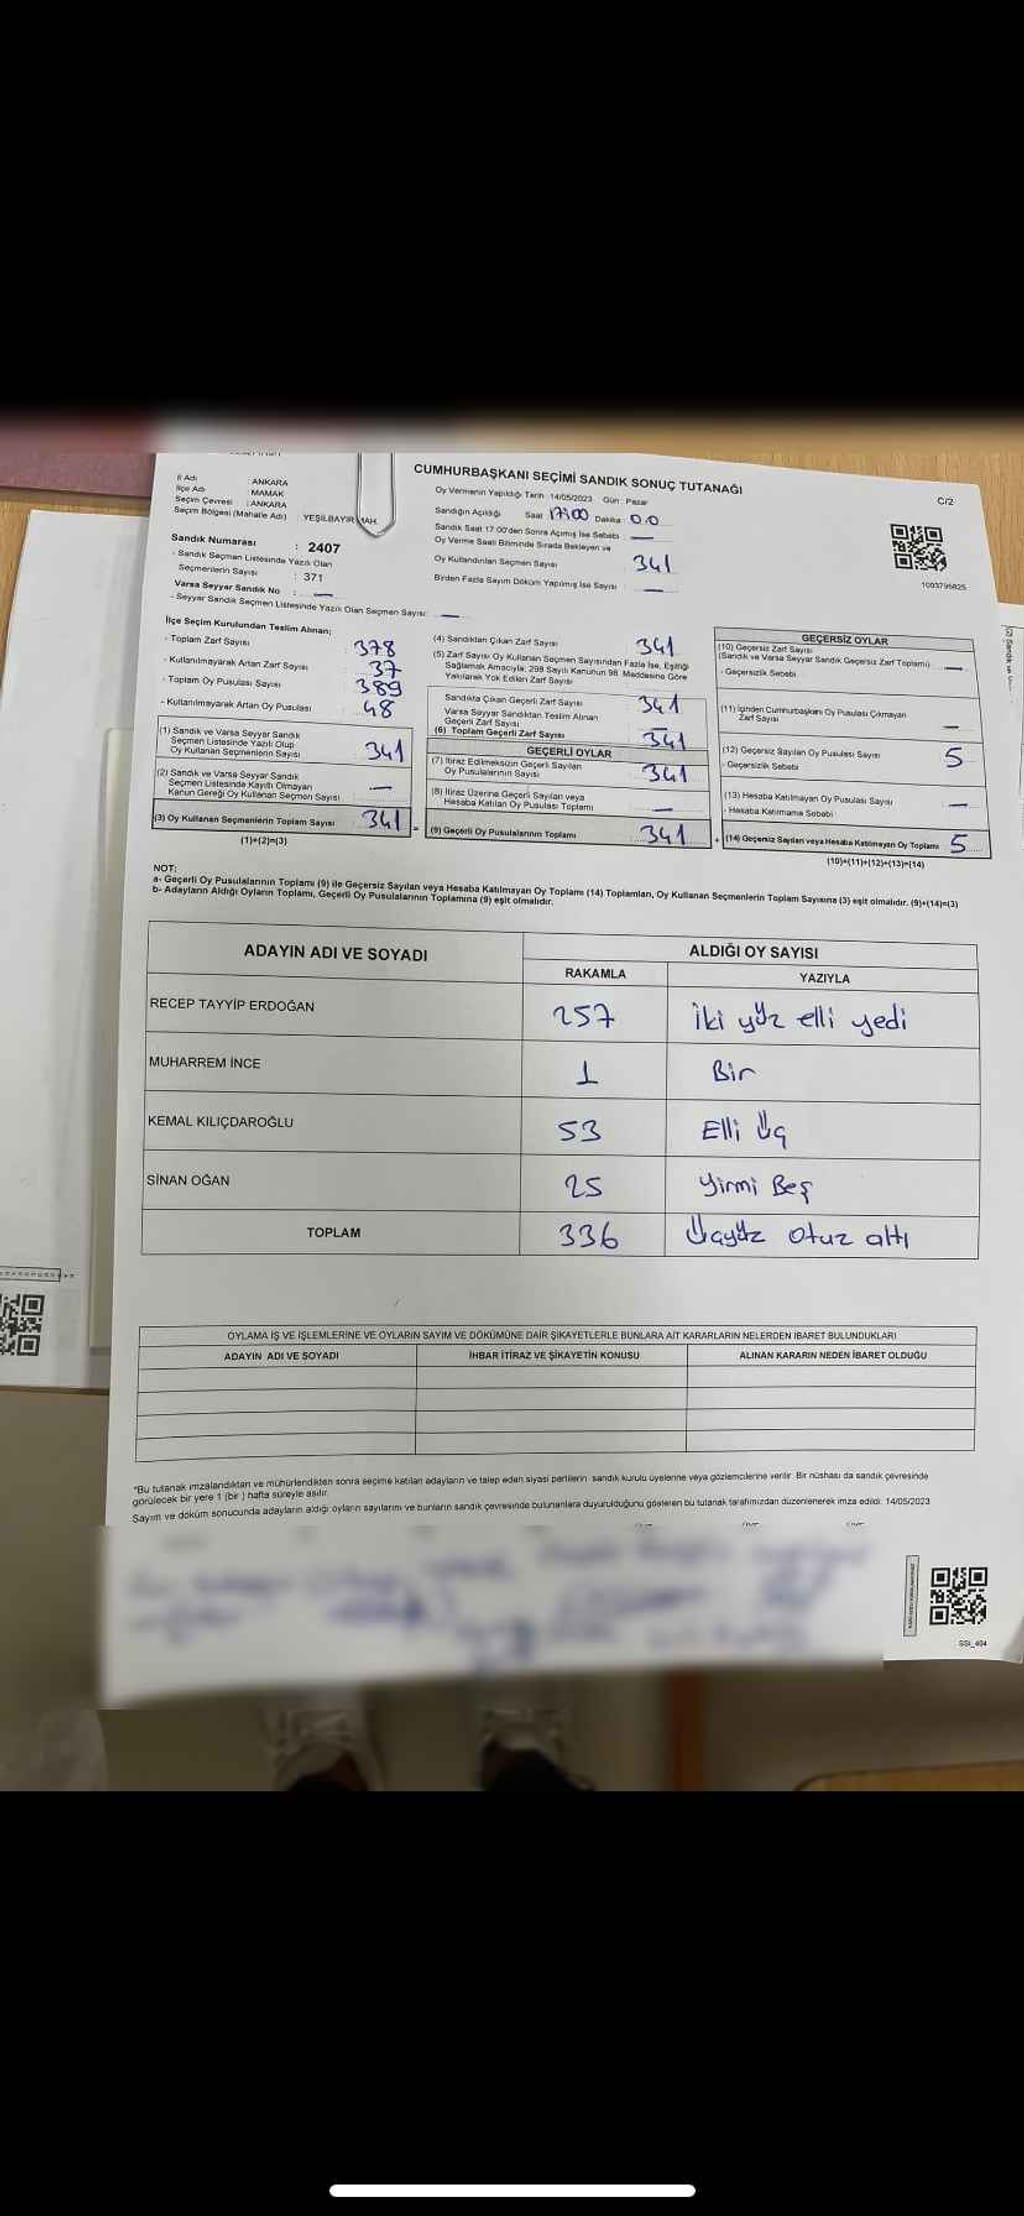 CUMHURBAŞKANI SEÇİMİ SANDIK SONUÇ TUTANAĞI
C/2
İl Adı : ANKARA
İlçe Adı : MAMAK
Seçim Çevresi : ANKARA
Seçim Bölgesi (Mahalle Adı) : YEŞİLBAYIR MAH.
Sandık Numarası : 2407
- Sandık Seçmen Listesinde Yazılı Olan
Seçmenlerin Sayısı : 371
Varsa Seyyar Sandık No : —
- Seyyar Sandık Seçmen Listesinde Yazılı Olan Seçmen Sayısı: —
Oy Vermenin Yapıldığı Tarih 14/05/2023 Gün : Pazar
Sandığın Açıldığı Saat 17:00 Dakika 00
Sandık Saat 17.00'den Sonra Açılmış İse Sebebi —
Oy Verme Saati Bitiminde Sırada Bekleyen ve
Oy Kullandırılan Seçmen Sayısı 341
Birden Fazla Sayım Döküm Yapılmış İse Sayısı —
1003796825
İlçe Seçim Kurulundan Teslim Alınan;
- Toplam Zarf Sayısı 378
- Kullanılmayarak Artan Zarf Sayısı 37
- Toplam Oy Pusulası Sayısı 389
- Kullanılmayarak Artan Oy Pusulası 48
(1) Sandık ve Varsa Seyyar Sandık
Seçmen Listesinde Yazılı Olup
Oy Kullanan Seçmenlerin Sayısı 341
(2) Sandık ve Varsa Seyyar Sandık
Seçmen Listesinde Kayıtlı Olmayan
Kanun Gereği Oy Kullanan Seçmen Sayısı —
(3) Oy Kullanan Seçmenlerin Toplam Sayısı 341 =
(1)+(2)=(3)
(4) Sandıktan Çıkan Zarf Sayısı 341
(5) Zarf Sayısı Oy Kullanan Seçmen Sayısından Fazla İse, Eşitliği
Sağlamak Amacıyla; 298 Sayılı Kanunun 98. Maddesine Göre
Yakılarak Yok Edilen Zarf Sayısı
Sandıkta Çıkan Geçerli Zarf Sayısı 341
Varsa Seyyar Sandıktan Teslim Alınan
Geçerli Zarf Sayısı —
(6) Toplam Geçerli Zarf Sayısı 341
GEÇERLİ OYLAR
(7) İtiraz Edilmeksizin Geçerli Sayılan
Oy Pusulalarının Sayısı 341
(8) İtiraz Üzerine Geçerli Sayılan veya
Hesaba Katılan Oy Pusulası Toplamı —
(9) Geçerli Oy Pusulalarının Toplamı 341 +
GEÇERSİZ OYLAR
(10) Geçersiz Zarf Sayısı
(Sandık ve Varsa Seyyar Sandık Geçersiz Zarf Toplamı) —
- Geçersizlik Sebebi
(11) İçinden Cumhurbaşkanı Oy Pusulası Çıkmayan
Zarf Sayısı —
(12) Geçersiz Sayılan Oy Pusulası Sayısı 5
- Geçersizlik Sebebi
(13) Hesaba Katılmayan Oy Pusulası Sayısı —
- Hesaba Katılmama Sebebi
(14) Geçersiz Sayılan veya Hesaba Katılmayan Oy Toplamı 5
(10)+(11)+(12)+(13)=(14)
NOT:
a- Geçerli Oy Pusulalarının Toplamı (9) ile Geçersiz Sayılan veya Hesaba Katılmayan Oy Toplamı (14) Toplamları, Oy Kullanan Seçmenlerin Toplam Sayısına (3) eşit olmalıdır. (9)+(14)=(3)
b- Adayların Aldığı Oyların Toplamı, Geçerli Oy Pusulalarının Toplamına (9) eşit olmalıdır.
ADAYIN ADI VE SOYADI ALDIĞI OY SAYISI
RAKAMLA YAZIYLA
RECEP TAYYİP ERDOĞAN 257 İki yüz elli yedi
MUHARREM İNCE 1 Bir
KEMAL KILIÇDAROĞLU 53 Elli Üç
SİNAN OĞAN 25 Yirmi Beş
TOPLAM 336 Üçyüz otuz altı
OYLAMA İŞ VE İŞLEMLERİNE VE OYLARIN SAYIM VE DÖKÜMÜNE DAİR ŞİKAYETLERLE BUNLARA AİT KARARLARIN NELERDEN İBARET BULUNDUKLARI
ADAYIN ADI VE SOYADI İHBAR İTİRAZ VE ŞİKAYETİN KONUSU ALINAN KARARIN NEDEN İBARET OLDUĞU
*Bu tutanak imzalandıktan ve mühürlendikten sonra seçime katılan adayların ve talep eden siyasi partilerin sandık kurulu üyelerine veya gözlemcilerine verilir. Bir nüshası da sandık çevresinde
görülecek bir yere 1 (bir ) hafta süreyle asılır.
Sayım ve döküm sonucunda adayların aldığı oyların sayılarını ve bunların sandık çevresinde bulunanlara duyurulduğunu gösteren bu tutanak tarafımızdan düzenlenerek imza edildi. 14/05/2023
SSI_404